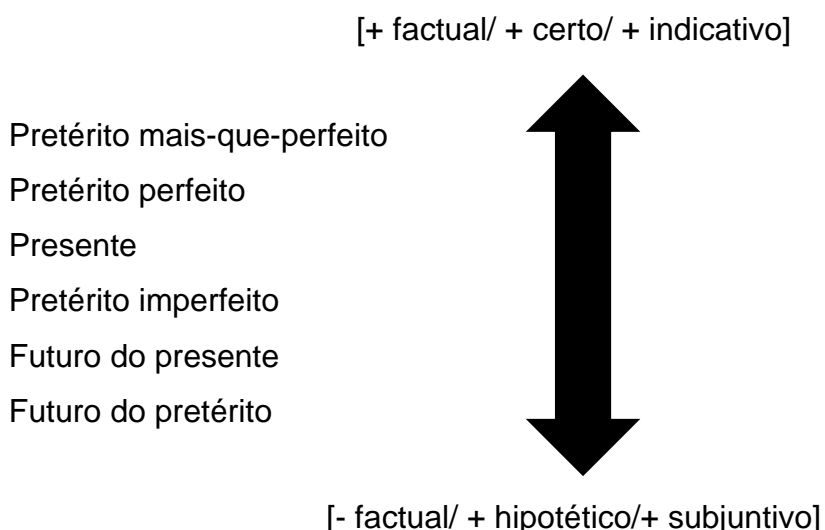 [+ factual/ + certo/ + indicativo]
Pretérito mais-que-perfeito
Pretérito perfeito
Presente
Pretérito imperfeito
Futuro do presente
Futuro do pretérito
[- factual/ + hipotético/+ subjuntivo]